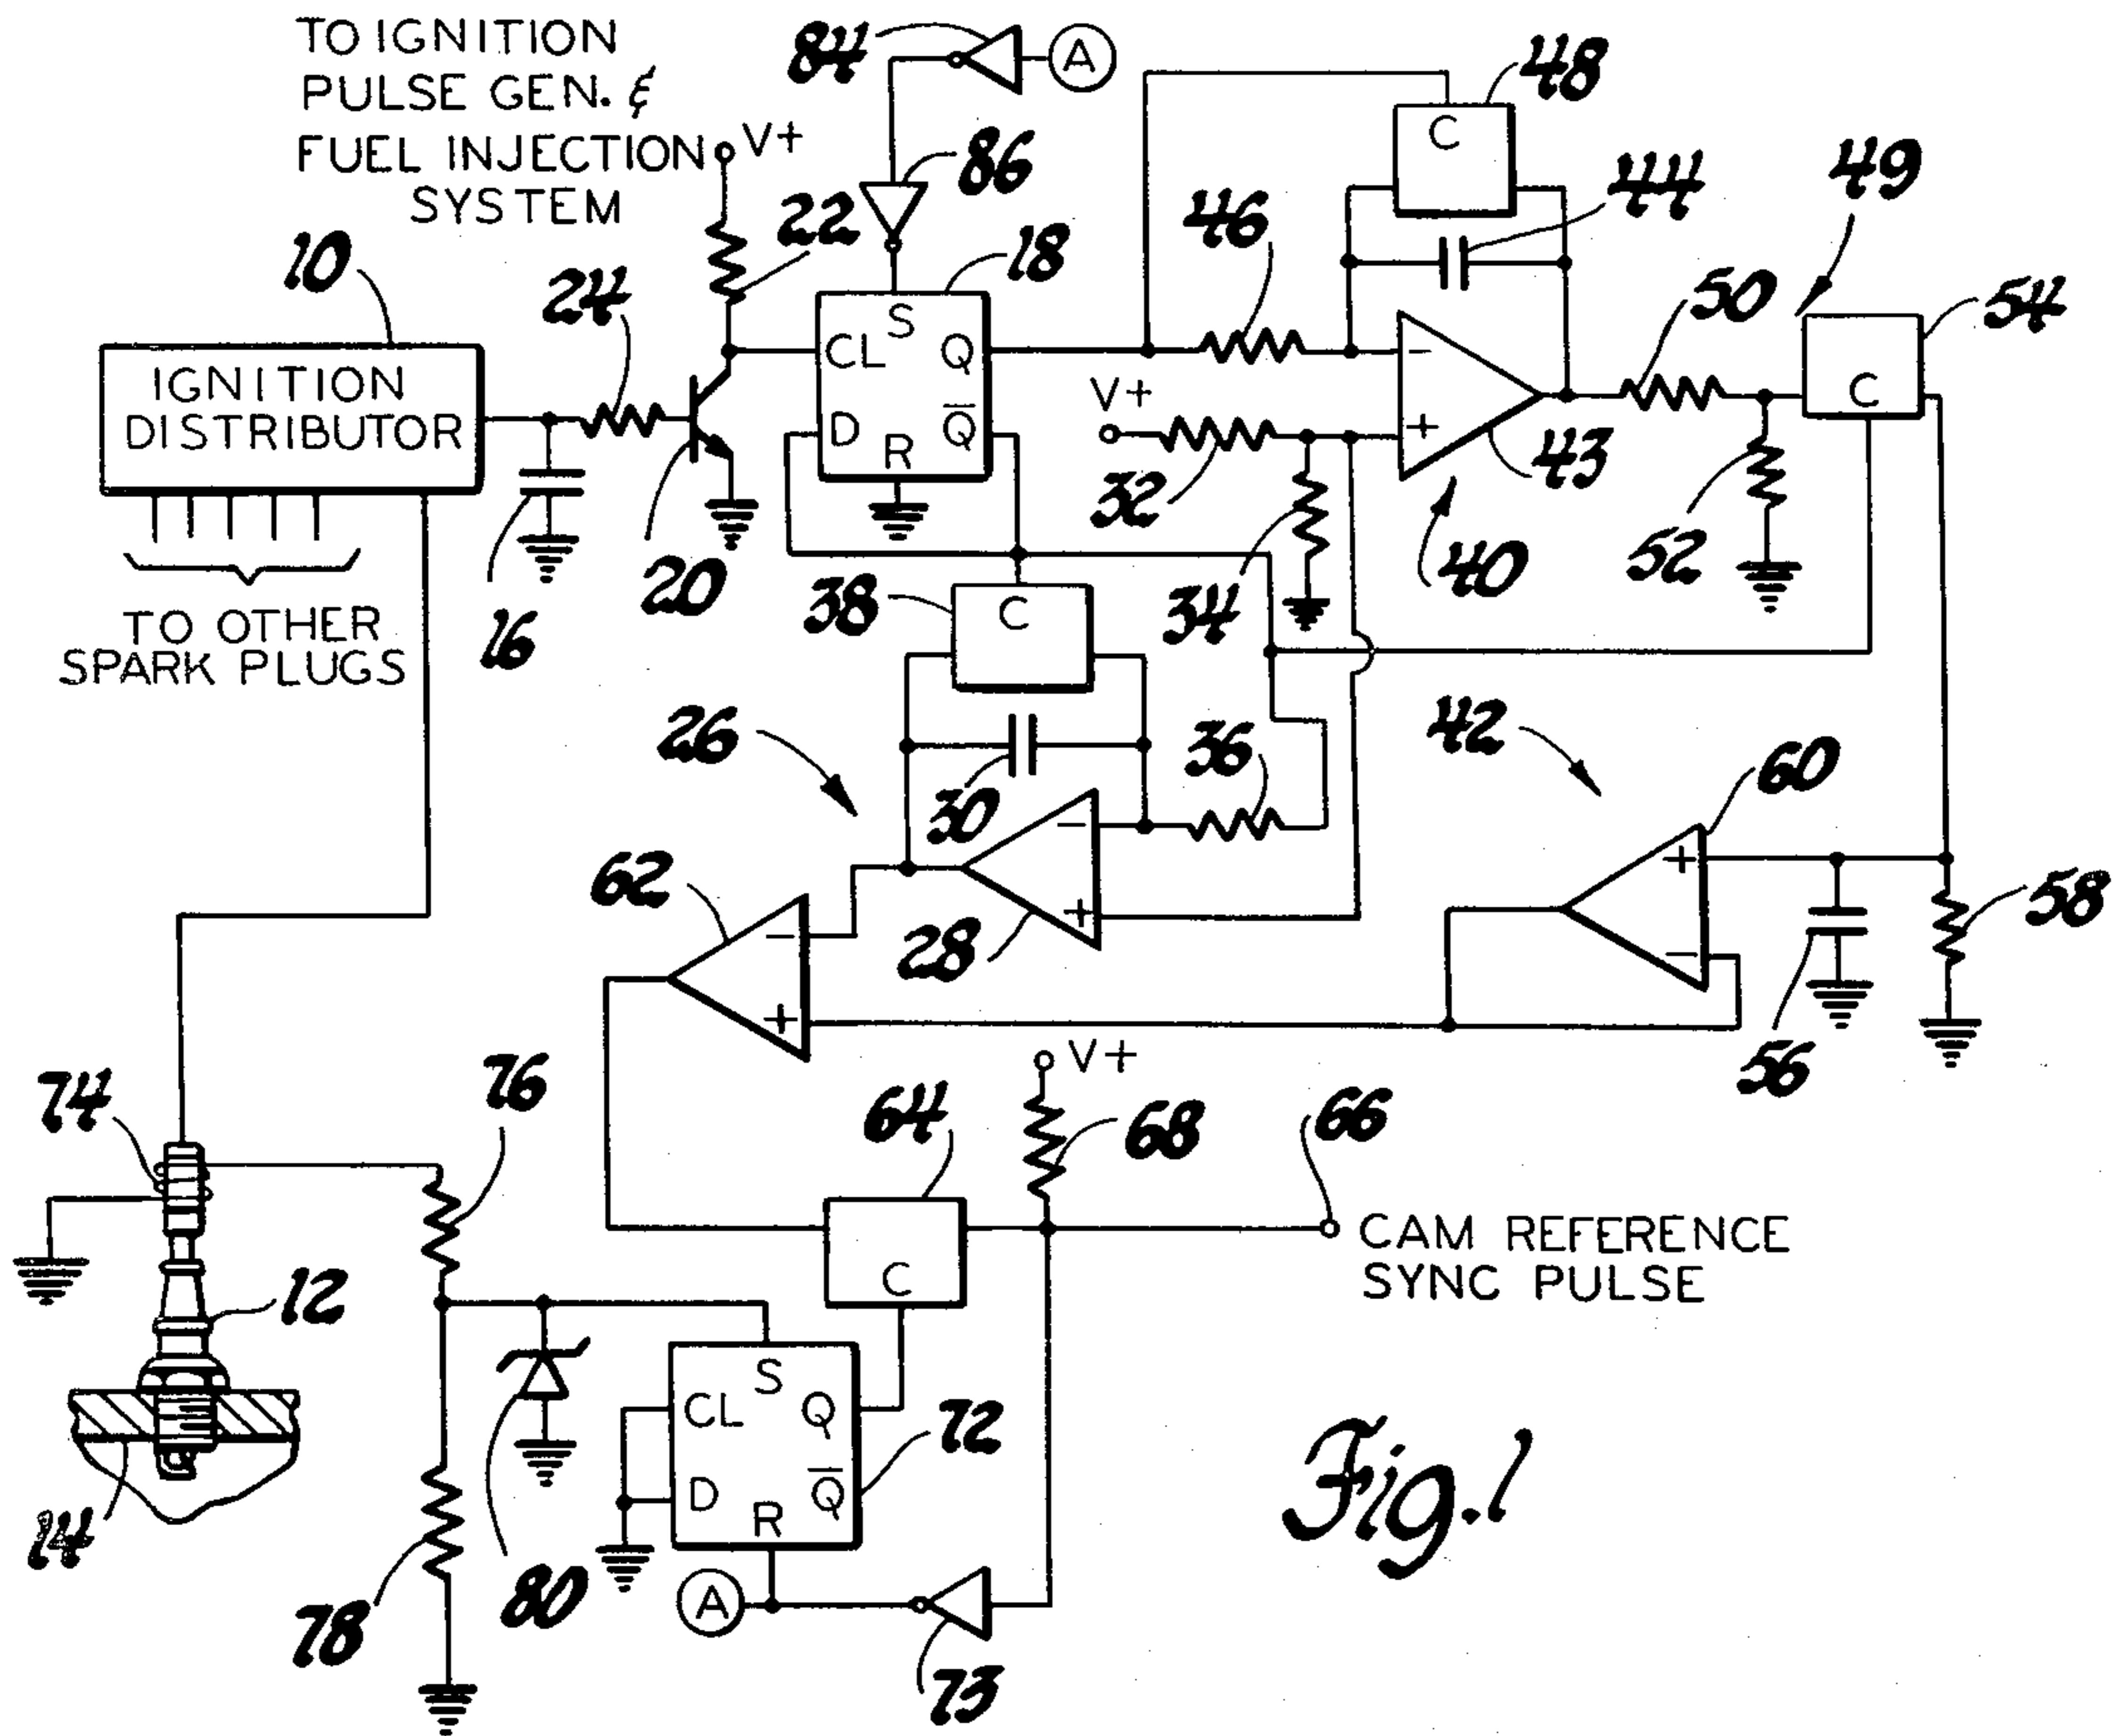 TO IGNITION
PULSE GEN. &
FUEL INJECTION
SYSTEM
V+
84
A
86
22
18
48
C
44
49
46
50
54
C
10
24
IGNITION
DISTRIBUTOR
S
CL Q
D Q̅
R
V+
-
+
43
32
34
40
52
16
20
TO OTHER
SPARK PLUGS
38
C
26
30
36
42
60
-
+
28
62
-
+
+
-
58
56
V+
74
76
64
68
66
C
CAM REFERENCE
SYNC PULSE
12
S
CL Q
D Q̅
R
72
14
78
80
A
73
Fig. 1